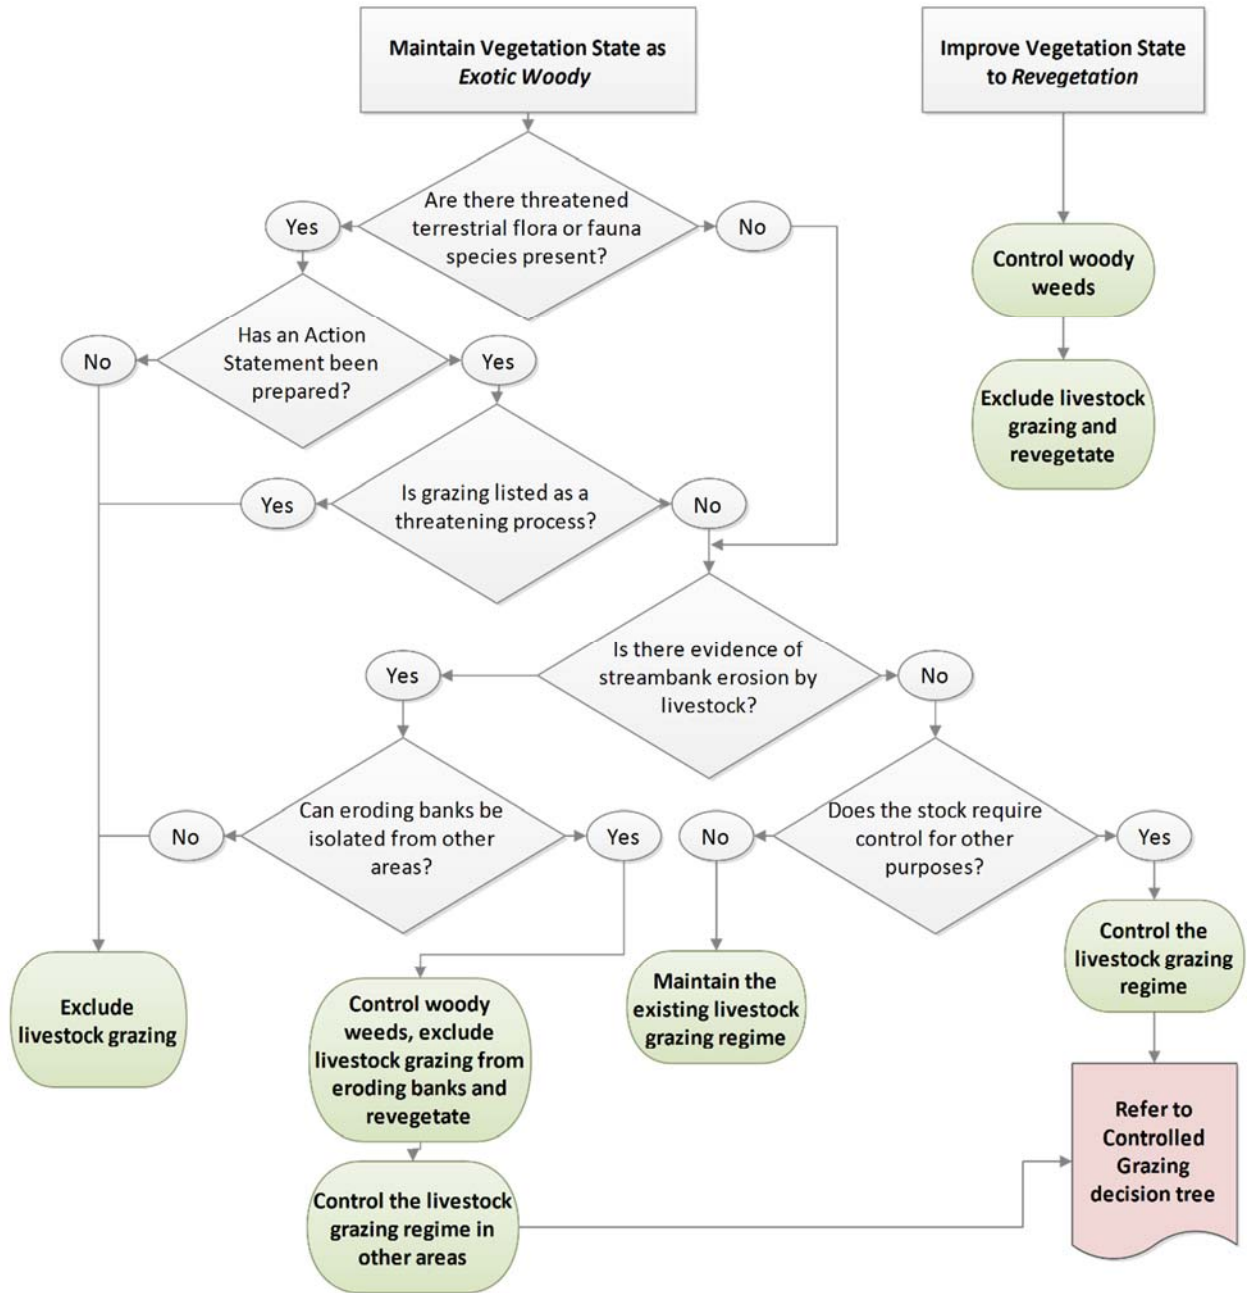 Maintain Vegetation State as
Exotic Woody
Improve Vegetation State
to Revegetation
Are there threatened
terrestrial flora or fauna
species present?
Yes
No
Control woody
weeds
Has an Action
Statement been
prepared?
No
Yes
Exclude livestock
grazing and
revegetate
Is grazing listed as a
threatening process?
Yes
No
Is there evidence of
streambank erosion by
livestock?
Yes
No
Can eroding banks be
isolated from other
areas?
No
Yes
Does the stock require
control for other
purposes?
No
Yes
Exclude
livestock grazing
Control woody
weeds, exclude
livestock grazing from
eroding banks and
revegetate
Maintain the
existing livestock
grazing regime
Control the
livestock grazing
regime
Control the livestock
grazing regime in
other areas
Refer to
Controlled
Grazing
decision tree